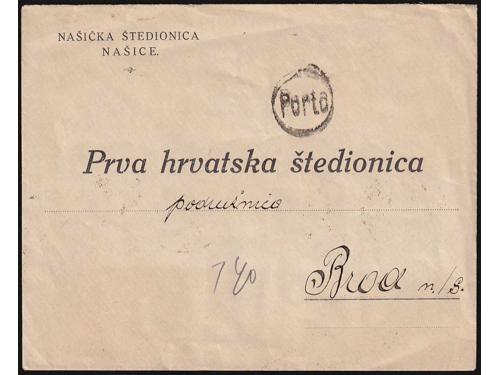 NAŠIČKA ŠTEDIONICA
NAŠICE.
Porto
Prva hrvatska štedionica
podružnica
Brod n./S.